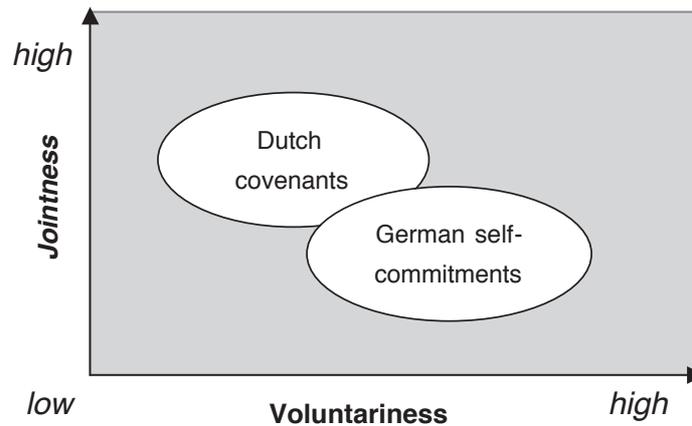 high
Jointness
Dutch
covenants
German self-
commitments
low
Voluntariness
high